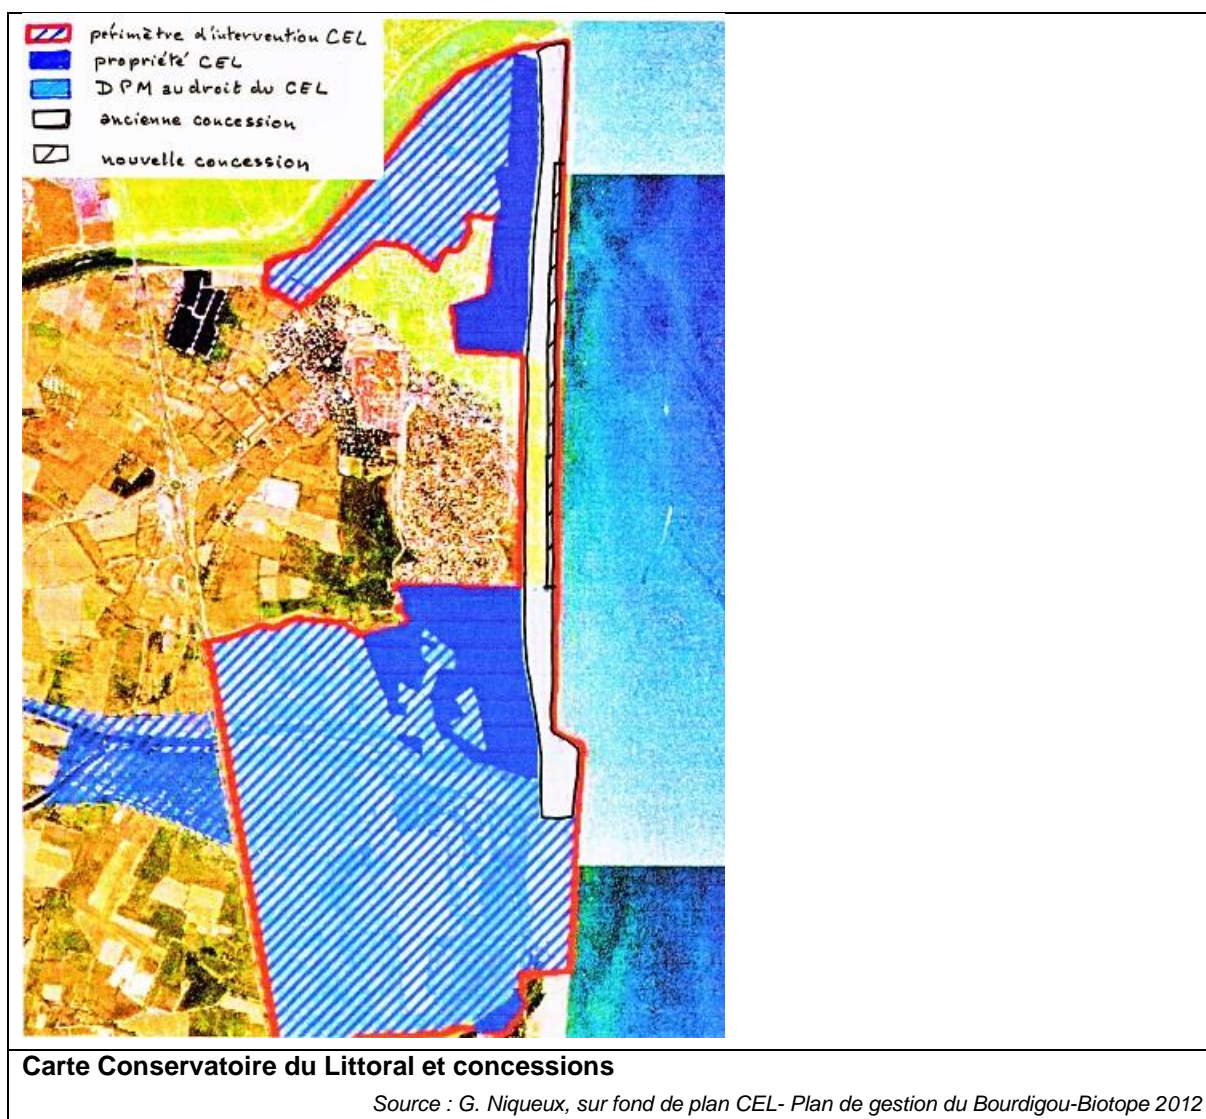 périmètre d'intervention CEL
propriété CEL
DPM au droit du CEL
ancienne concession
nouvelle concession
Carte Conservatoire du Littoral et concessions
Source : G. Niqueux, sur fond de plan CEL- Plan de gestion du Bourdigou-Biotope 2012